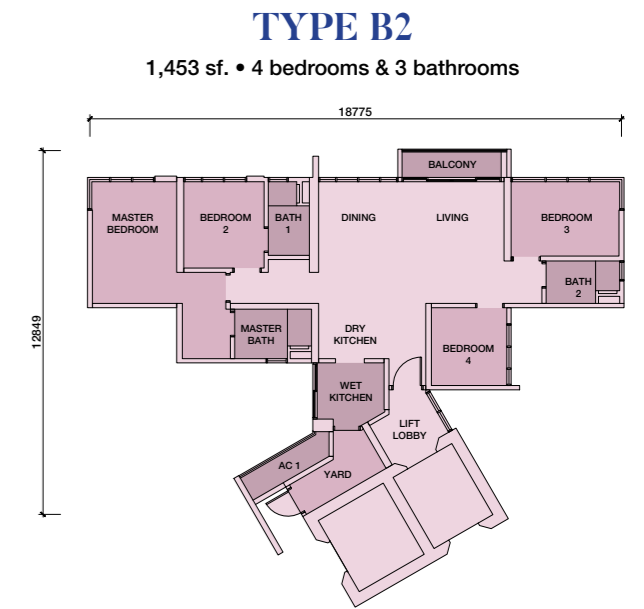 TYPE B2
1,453 sf. • 4 bedrooms & 3 bathrooms
18775
12849
BALCONY
MASTER
BEDROOM
BEDROOM
2
BATH
1
DINING
LIVING
BEDROOM
3
BATH
2
MASTER
BATH
DRY
KITCHEN
BEDROOM
4
WET
KITCHEN
LIFT
LOBBY
AC 1
YARD